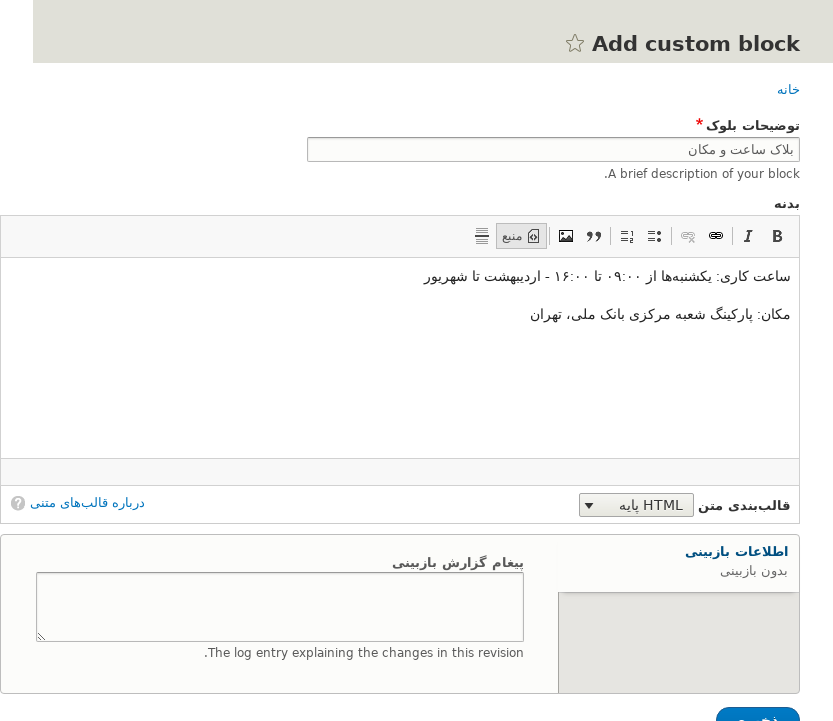 Add custom block
خانه
توضیحات بلوک *
بلاک ساعت و مکان
A brief description of your block.
بدنه
منبع
ساعت کاری: یکشنبه‌ها از ۰۹:۰۰ تا ۱۶:۰۰ - اردیبهشت تا شهریور
مکان: پارکینگ شعبه مرکزی بانک ملی، تهران
قالب‌بندی متن HTML پایه
درباره قالب‌های متنی
اطلاعات بازبینی
بدون بازبینی
پیغام گزارش بازبینی
The log entry explaining the changes in this revision.